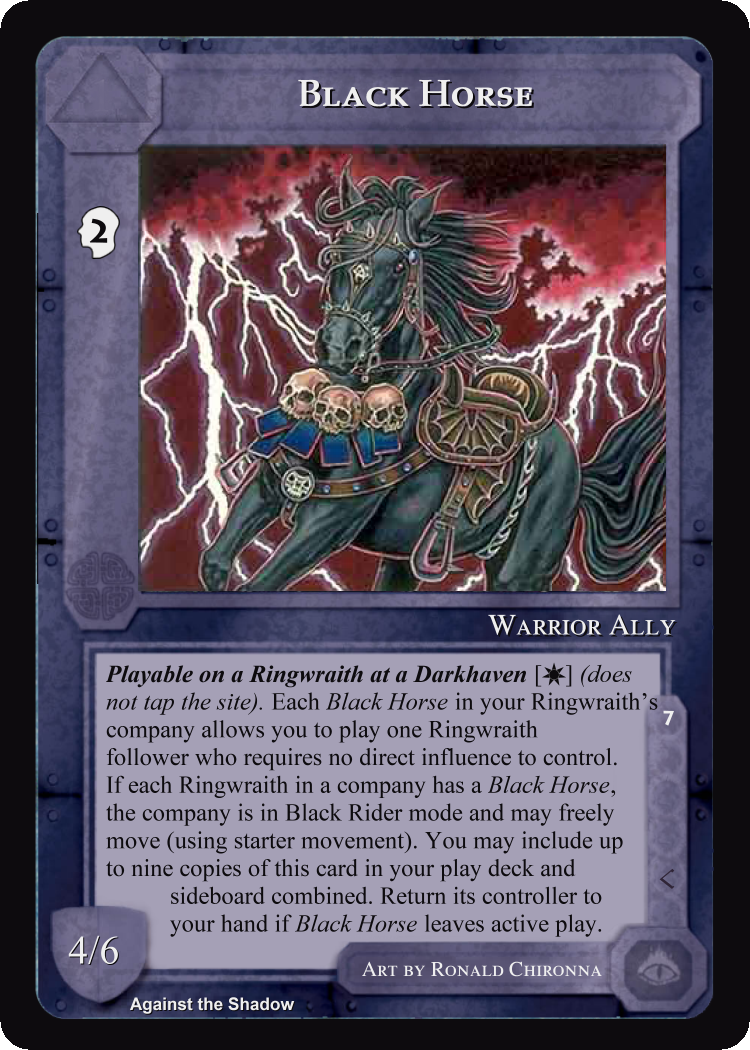 Black Horse
2
Warrior Ally
Playable on a Ringwraith at a Darkhaven [✷] (does
not tap the site). Each Black Horse in your Ringwraith's
company allows you to play one Ringwraith
follower who requires no direct influence to control.
If each Ringwraith in a company has a Black Horse,
the company is in Black Rider mode and may freely
move (using starter movement). You may include up
to nine copies of this card in your play deck and
sideboard combined. Return its controller to
your hand if Black Horse leaves active play.
7
4/6
Art by Ronald Chironna
Against the Shadow